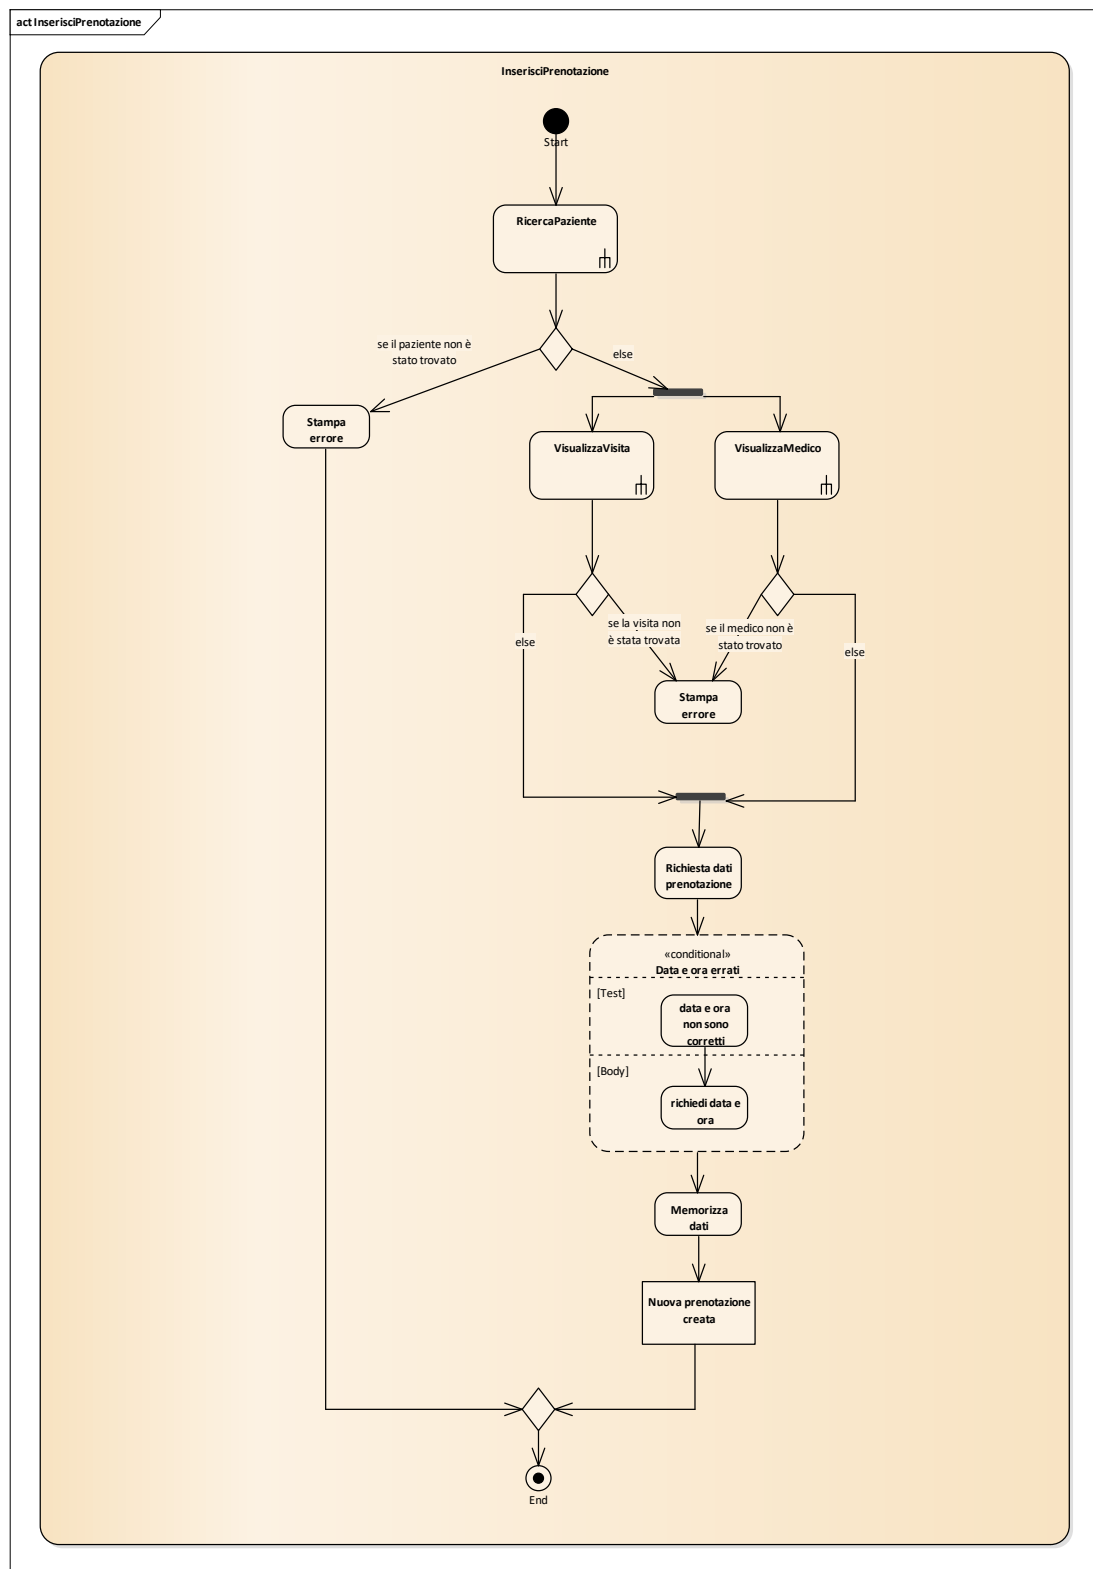 act InserisciPrenotazione
InserisciPrenotazione
Start
RicercaPaziente
se il paziente non è
stato trovato
else
Stampa
errore
VisualizzaVisita
VisualizzaMedico
se la visita non
è stata trovata
se il medico non è
stato trovato
else
else
Stampa
errore
Richiesta dati
prenotazione
«conditional»
Data e ora errati
[Test]
data e ora
non sono
corretti
[Body]
richiedi data e
ora
Memorizza
dati
Nuova prenotazione
creata
End